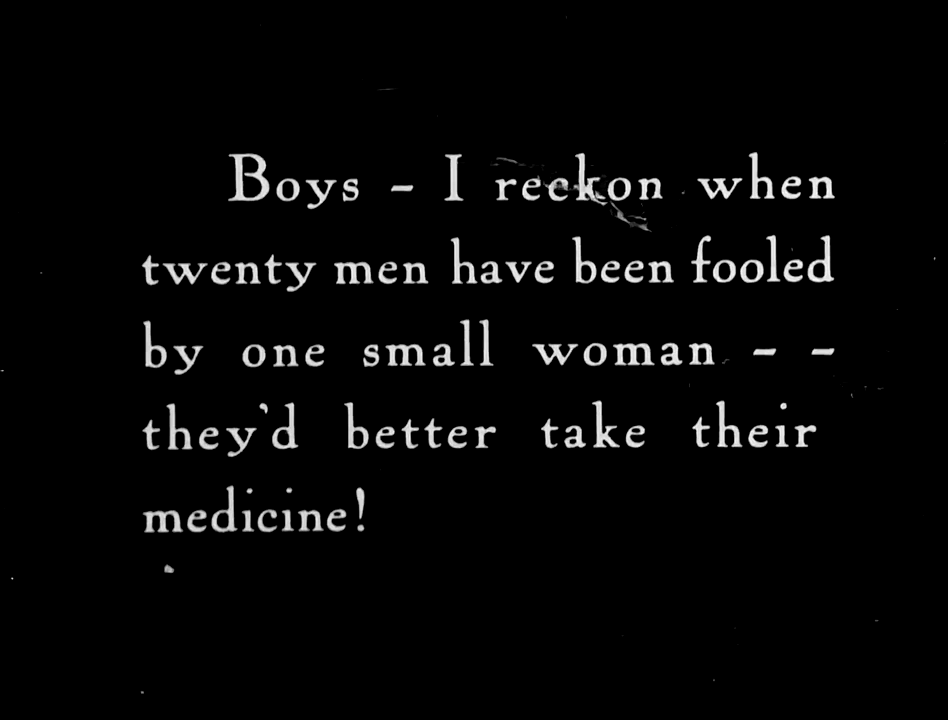 Boys - I reckon when
twenty men have been fooled
by one small woman - -
they'd better take their
medicine!